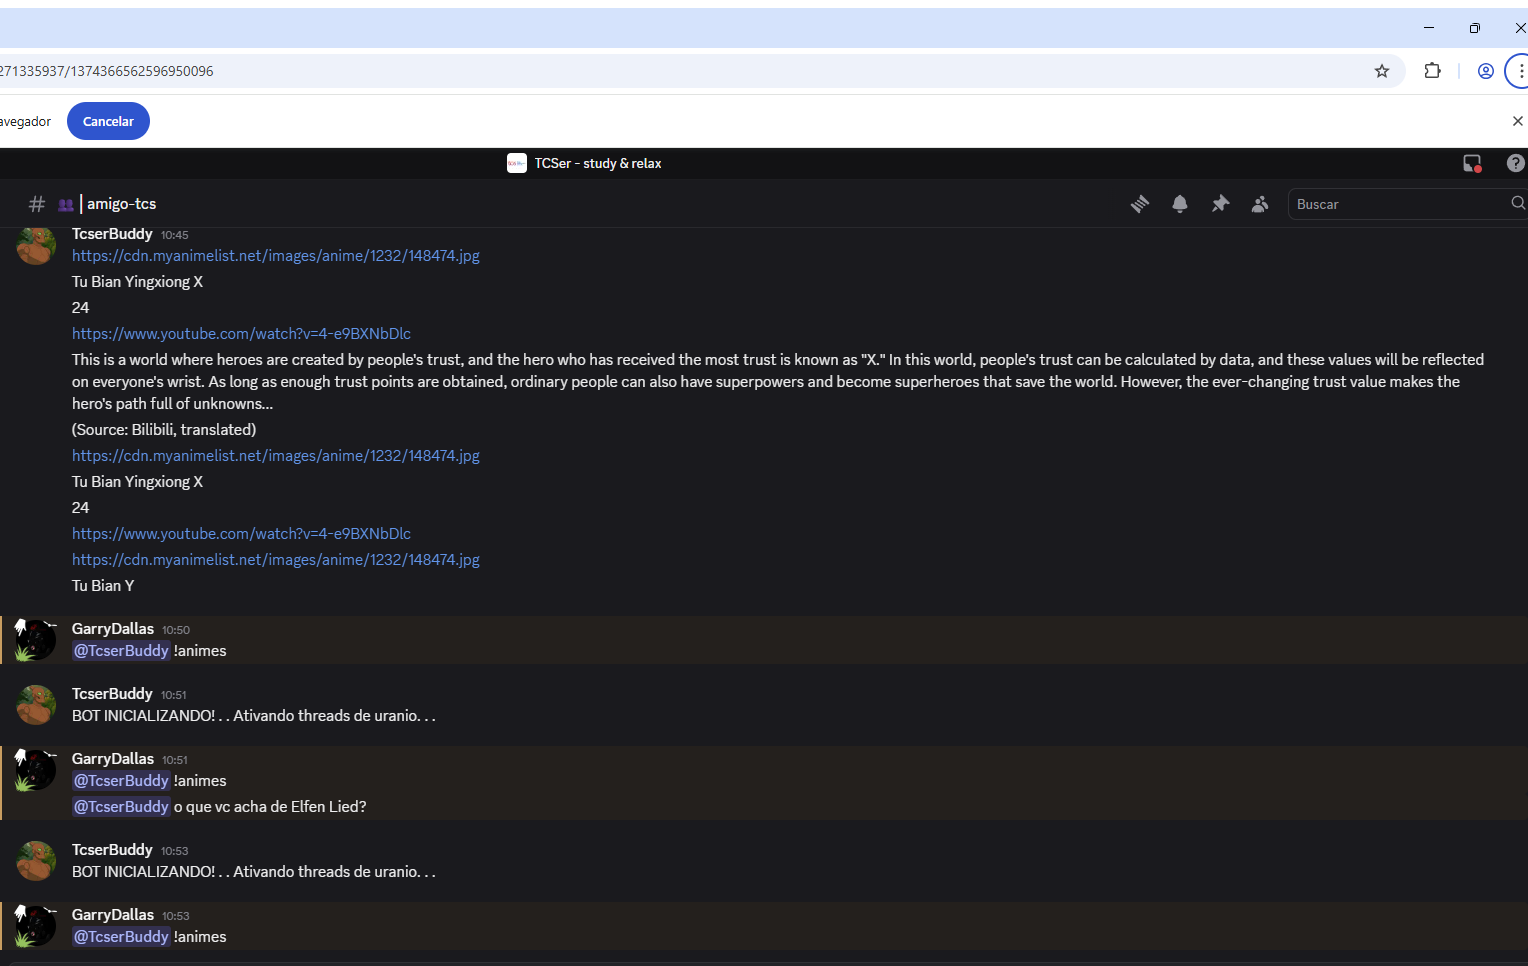 271335937/1374366562596950096
avegador
Cancelar
TCSer - study & relax
amigo-tcs
Buscar
TcserBuddy 10:45
https://cdn.myanimelist.net/images/anime/1232/148474.jpg
Tu Bian Yingxiong X
24
https://www.youtube.com/watch?v=4-e9BXNbDlc
This is a world where heroes are created by people's trust, and the hero who has received the most trust is known as "X." In this world, people's trust can be calculated by data, and these values will be reflected
on everyone's wrist. As long as enough trust points are obtained, ordinary people can also have superpowers and become superheroes that save the world. However, the ever-changing trust value makes the
hero's path full of unknowns...
(Source: Bilibili, translated)
https://cdn.myanimelist.net/images/anime/1232/148474.jpg
Tu Bian Yingxiong X
24
https://www.youtube.com/watch?v=4-e9BXNbDlc
https://cdn.myanimelist.net/images/anime/1232/148474.jpg
Tu Bian Y
GarryDallas 10:50
@TcserBuddy !animes
TcserBuddy 10:51
BOT INICIALIZANDO! . . Ativando threads de uranio. . .
GarryDallas 10:51
@TcserBuddy !animes
@TcserBuddy o que vc acha de Elfen Lied?
TcserBuddy 10:53
BOT INICIALIZANDO! . . Ativando threads de uranio. . .
GarryDallas 10:53
@TcserBuddy !animes